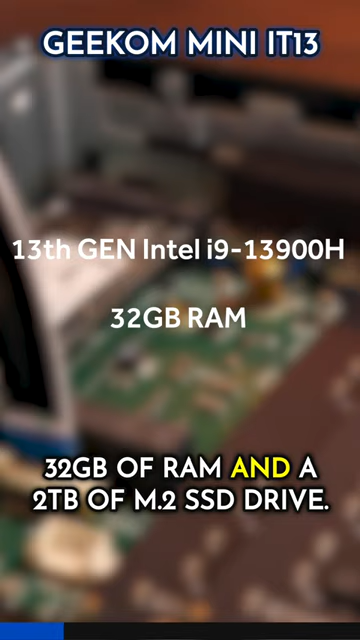 GEEKOM MINI IT13
13th GEN Intel i9-13900H
32GB RAM
32GB OF RAM AND A
2TB OF M.2 SSD DRIVE.